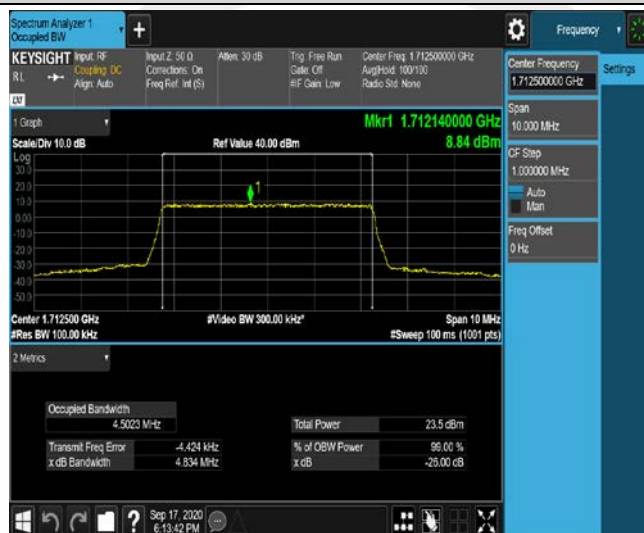 Spectrum Analyzer 1
Occupied BW
Frequency
KEYSIGHT
RL
Input: RF
Coupling: DC
Align: Auto
Input Z: 50 Ω
Corrections: On
Freq Ref: Int (S)
Atten: 30 dB
Trig: Free Run
Gate: Off
#IF Gain: Low
Center Freq: 1.712500000 GHz
Avg|Hold: 100/100
Radio Std: None
Center Frequency
1.712500000 GHz
Settings
Span
10.000 MHz
CF Step
1.000000 MHz
Auto
Man
Freq Offset
0 Hz
1 Graph
Mkr1 1.712140000 GHz
Scale/Div 10.0 dB
Ref Value 40.00 dBm
8.84 dBm
Log
30.0
20.0
10.0
0.00
-10.0
-20.0
-30.0
-40.0
-50.0
1
Center 1.712500 GHz
#Video BW 300.00 kHz*
Span 10 MHz
#Res BW 100.00 kHz
#Sweep 100 ms (1001 pts)
2 Metrics
Occupied Bandwidth
4.5023 MHz
Total Power
23.5 dBm
Transmit Freq Error
-4.424 kHz
% of OBW Power
99.00 %
x dB Bandwidth
4.834 MHz
x dB
-26.00 dB
Sep 17, 2020
6:13:42 PM